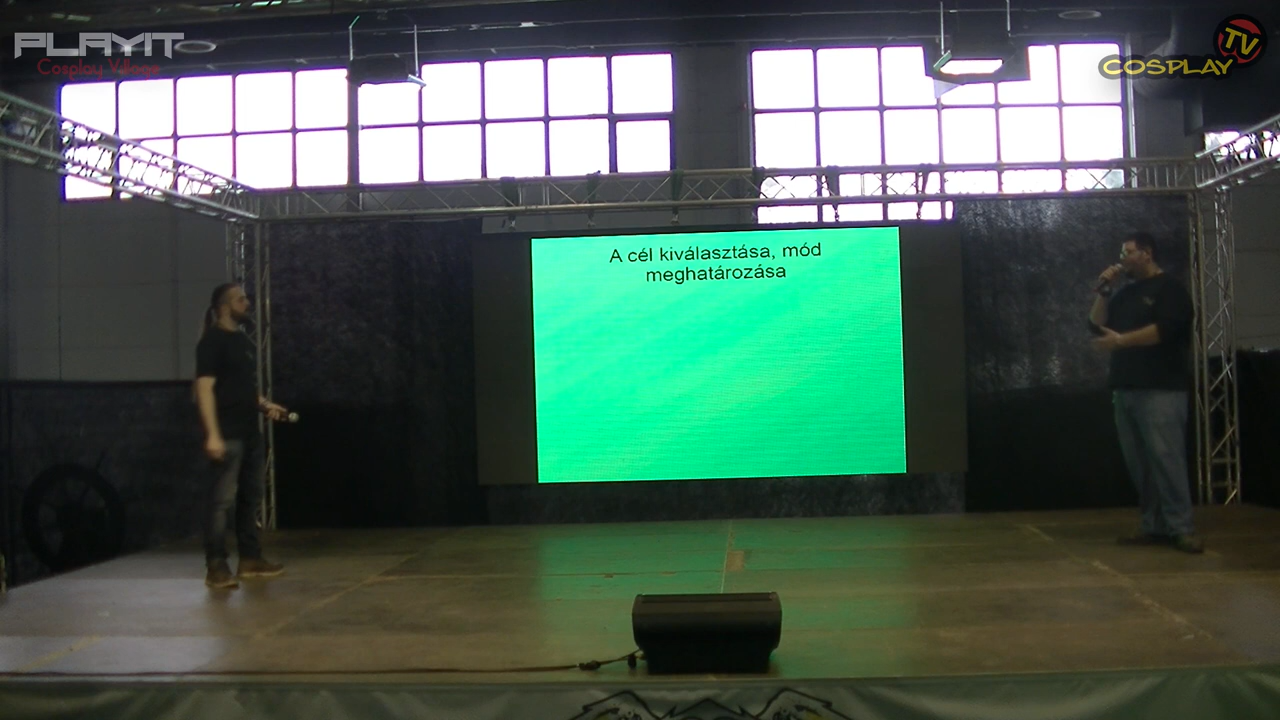 PLAYIT
Cosplay Village
TV
COSPLAY
A cél kiválasztása, mód
meghatározása